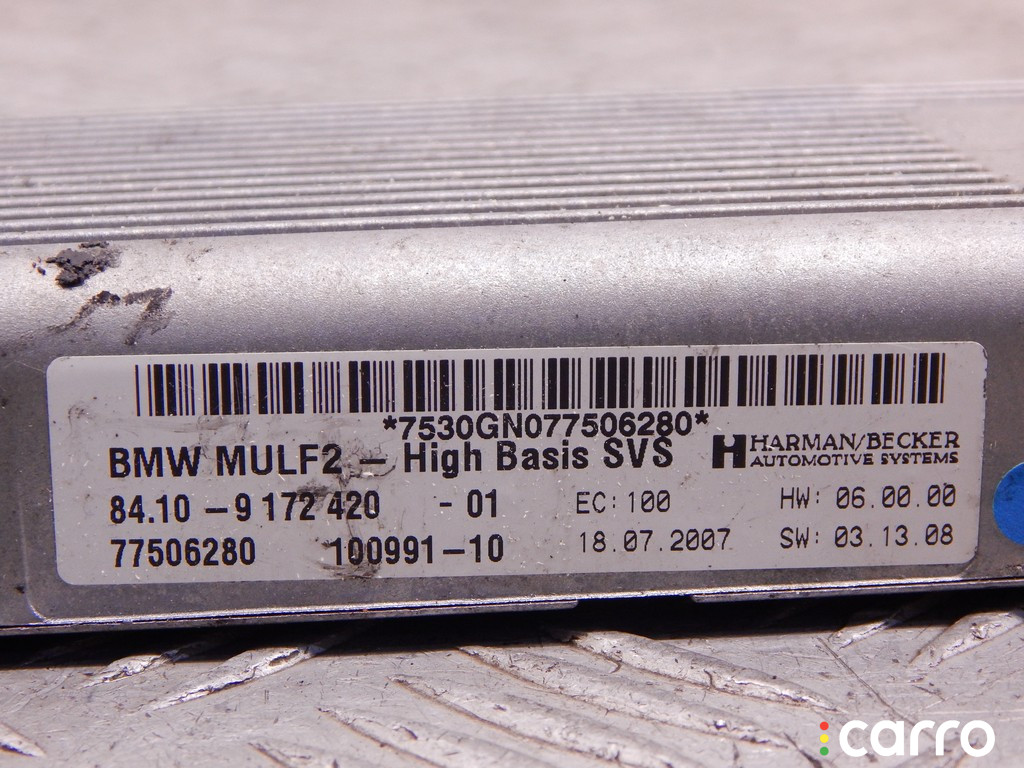 *7530GN077506280*
BMW MULF2 - High Basis SVS
HARMAN/BECKER
AUTOMOTIVE SYSTEMS
84.10 - 9 172 420 - 01 EC: 100 HW: 06.00.00
77506280 100991-10 18.07.2007 SW: 03.13.08
carro